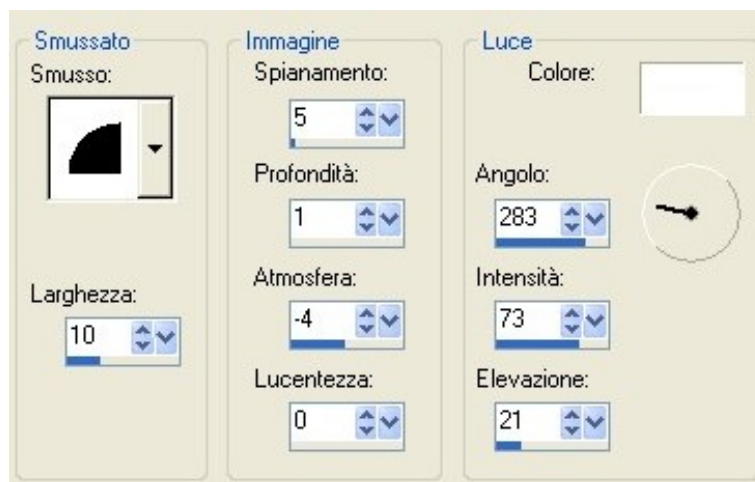 Smussato
Smusso:
Larghezza:
10
Immagine
Spianamento:
5
Profondità:
1
Atmosfera:
-4
Lucentezza:
0
Luce
Colore:
Angolo:
283
Intensità:
73
Elevazione:
21